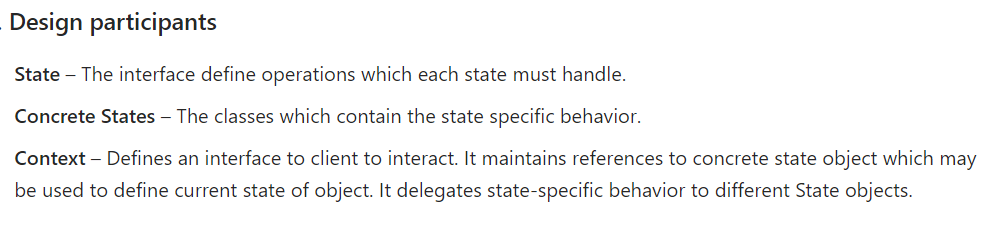 . Design participants
State – The interface define operations which each state must handle.
Concrete States – The classes which contain the state specific behavior.
Context – Defines an interface to client to interact. It maintains references to concrete state object which may
be used to define current state of object. It delegates state-specific behavior to different State objects.